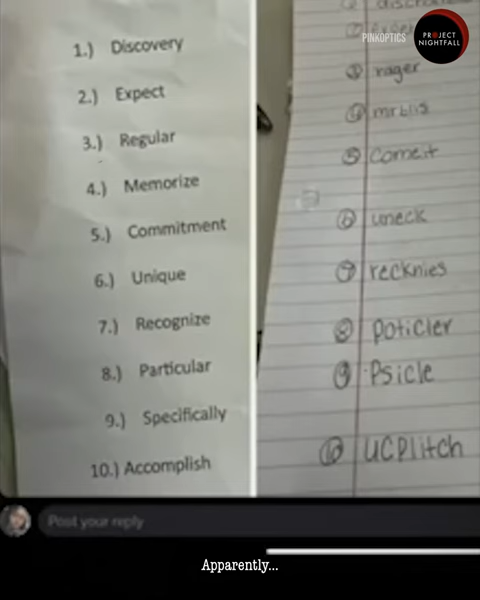 PINKOPTICS
PROJECT
NIGHTFALL
1.) Discovery
2.) Expect
3.) Regular
4.) Memorize
5.) Commitment
6.) Unique
7.) Recognize
8.) Particular
9.) Specifically
10.) Accomplish
③ rager
④ mrblis
⑤ Comeit
⑥ uneck
⑦ recknies
⑧ Poticler
⑨ Psicle
⑩ UCPlitch
Post your reply
Apparently...